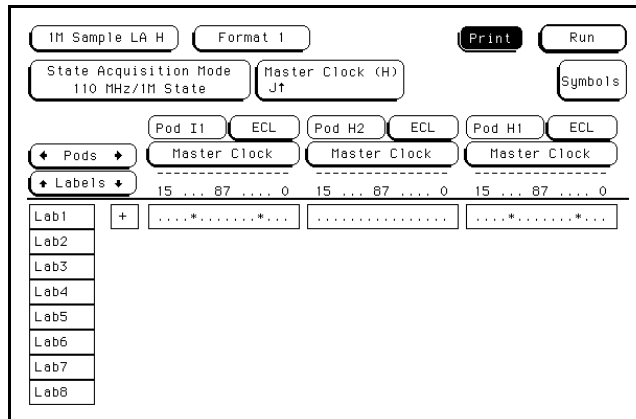 1M Sample LA H Format 1 Print Run
State Acquisition Mode
110 MHz/1M State
Master Clock (H)
J↑
Symbols
Pod I1 ECL Pod H2 ECL Pod H1 ECL
← Pods → Master Clock Master Clock Master Clock
----------------
----------------
----------------
↑ Labels ↓ 15 ... 87 .... 0 15 ... 87 .... 0 15 ... 87 .... 0
Lab1 + ....*.......*... ................ ....*.......*...
Lab2
Lab3
Lab4
Lab5
Lab6
Lab7
Lab8